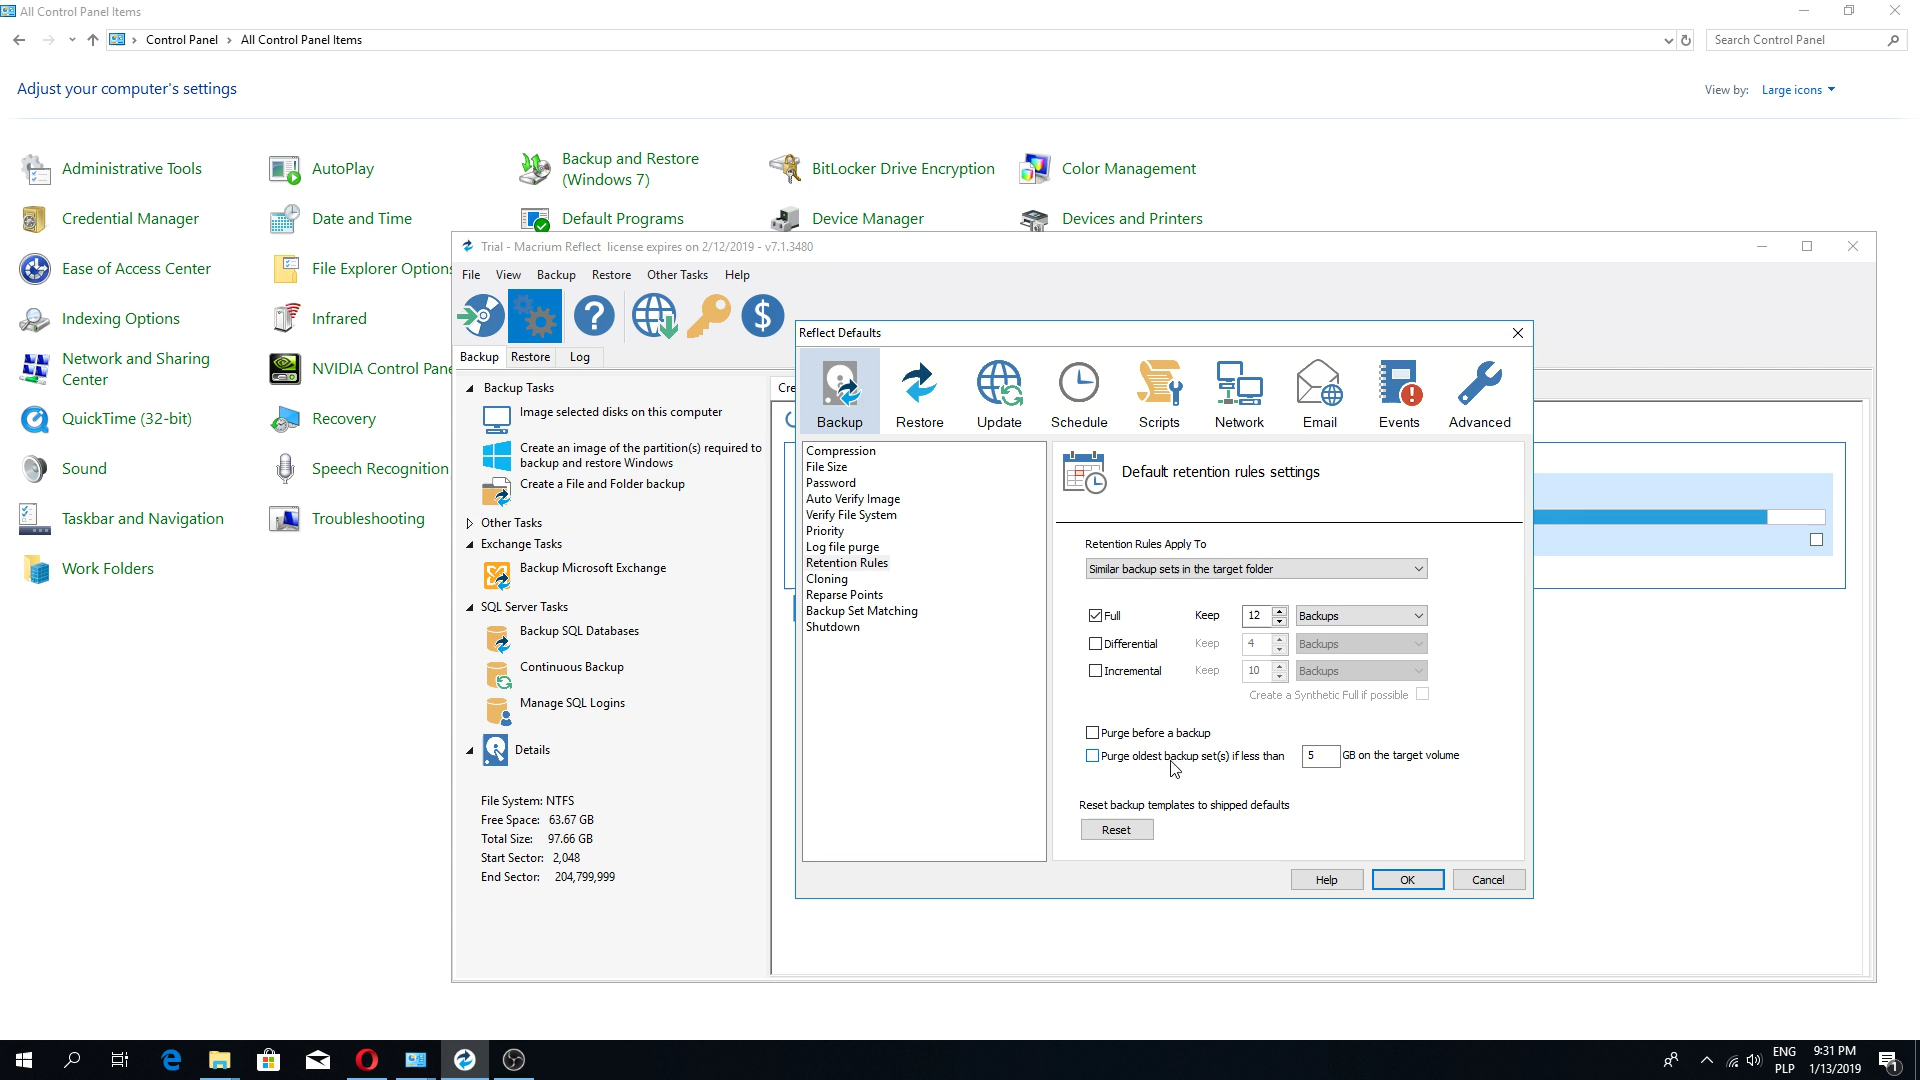 All Control Panel Items
Control Panel > All Control Panel Items
Search Control Panel
Adjust your computer's settings
View by: Large icons
Administrative Tools
AutoPlay
Backup and Restore
(Windows 7)
BitLocker Drive Encryption
Color Management
Credential Manager
Date and Time
Default Programs
Device Manager
Devices and Printers
Ease of Access Center
File Explorer Options
Indexing Options
Infrared
Network and Sharing
Center
NVIDIA Control Pane
QuickTime (32-bit)
Recovery
Sound
Speech Recognition
Taskbar and Navigation
Troubleshooting
Work Folders
Trial - Macrium Reflect license expires on 2/12/2019 - v7.1.3480
File View Backup Restore Other Tasks Help
Backup Restore Log
Backup Tasks
Image selected disks on this computer
Create an image of the partition(s) required to
backup and restore Windows
Create a File and Folder backup
Other Tasks
Exchange Tasks
Backup Microsoft Exchange
SQL Server Tasks
Backup SQL Databases
Continuous Backup
Manage SQL Logins
Details
File System: NTFS
Free Space: 63.67 GB
Total Size: 97.66 GB
Start Sector: 2,048
End Sector: 204,799,999
Cre
Reflect Defaults
Backup Restore Update Schedule Scripts Network Email Events Advanced
Compression
File Size
Password
Auto Verify Image
Verify File System
Priority
Log file purge
Retention Rules
Cloning
Reparse Points
Backup Set Matching
Shutdown
Default retention rules settings
Retention Rules Apply To
Similar backup sets in the target folder
Full Keep 12 Backups
Differential Keep 4 Backups
Incremental Keep 10 Backups
Create a Synthetic Full if possible
Purge before a backup
Purge oldest backup set(s) if less than 5 GB on the target volume
Reset backup templates to shipped defaults
Reset
Help OK Cancel
ENG
PLP
9:31 PM
1/13/2019
1